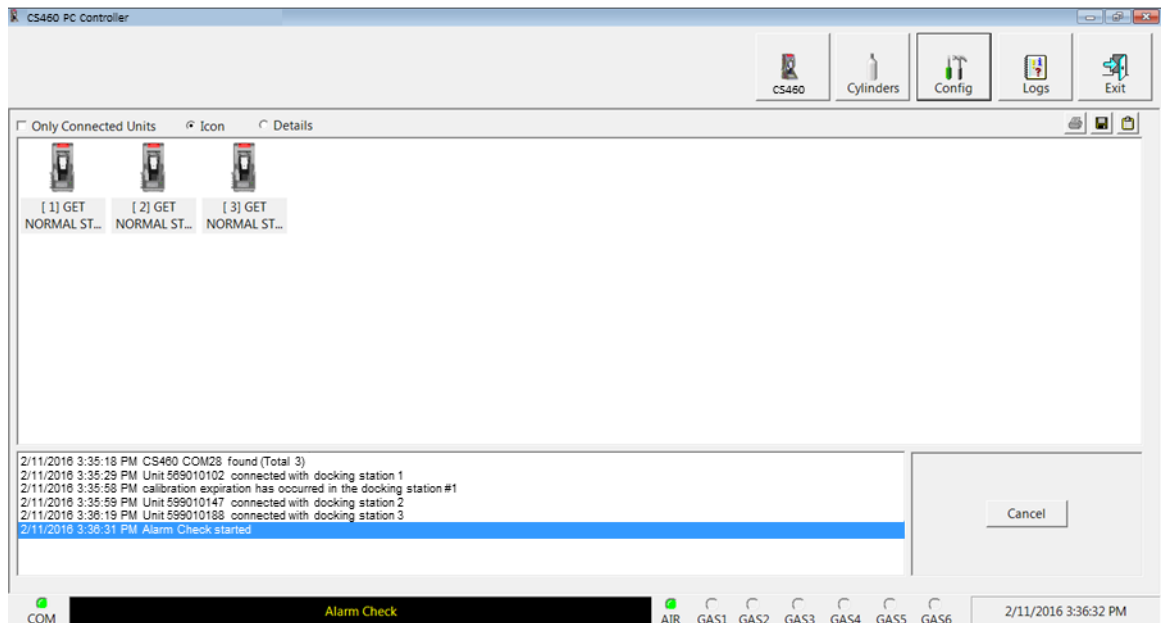 CS460 PC Controller
CS460 Cylinders Config Logs Exit
Only Connected Units Icon Details
[ 1] GET [ 2] GET [ 3] GET
NORMAL ST... NORMAL ST... NORMAL ST...
2/11/2016 3:35:18 PM CS460 COM28 found (Total 3)
2/11/2016 3:35:29 PM Unit 569010102 connected with docking station 1
2/11/2016 3:35:58 PM calibration expiration has occurred in the docking station #1
2/11/2016 3:35:59 PM Unit 599010147 connected with docking station 2
2/11/2016 3:36:19 PM Unit 599010188 connected with docking station 3
2/11/2016 3:36:31 PM Alarm Check started
Cancel
COM Alarm Check AIR GAS1 GAS2 GAS3 GAS4 GAS5 GAS6 2/11/2016 3:36:32 PM